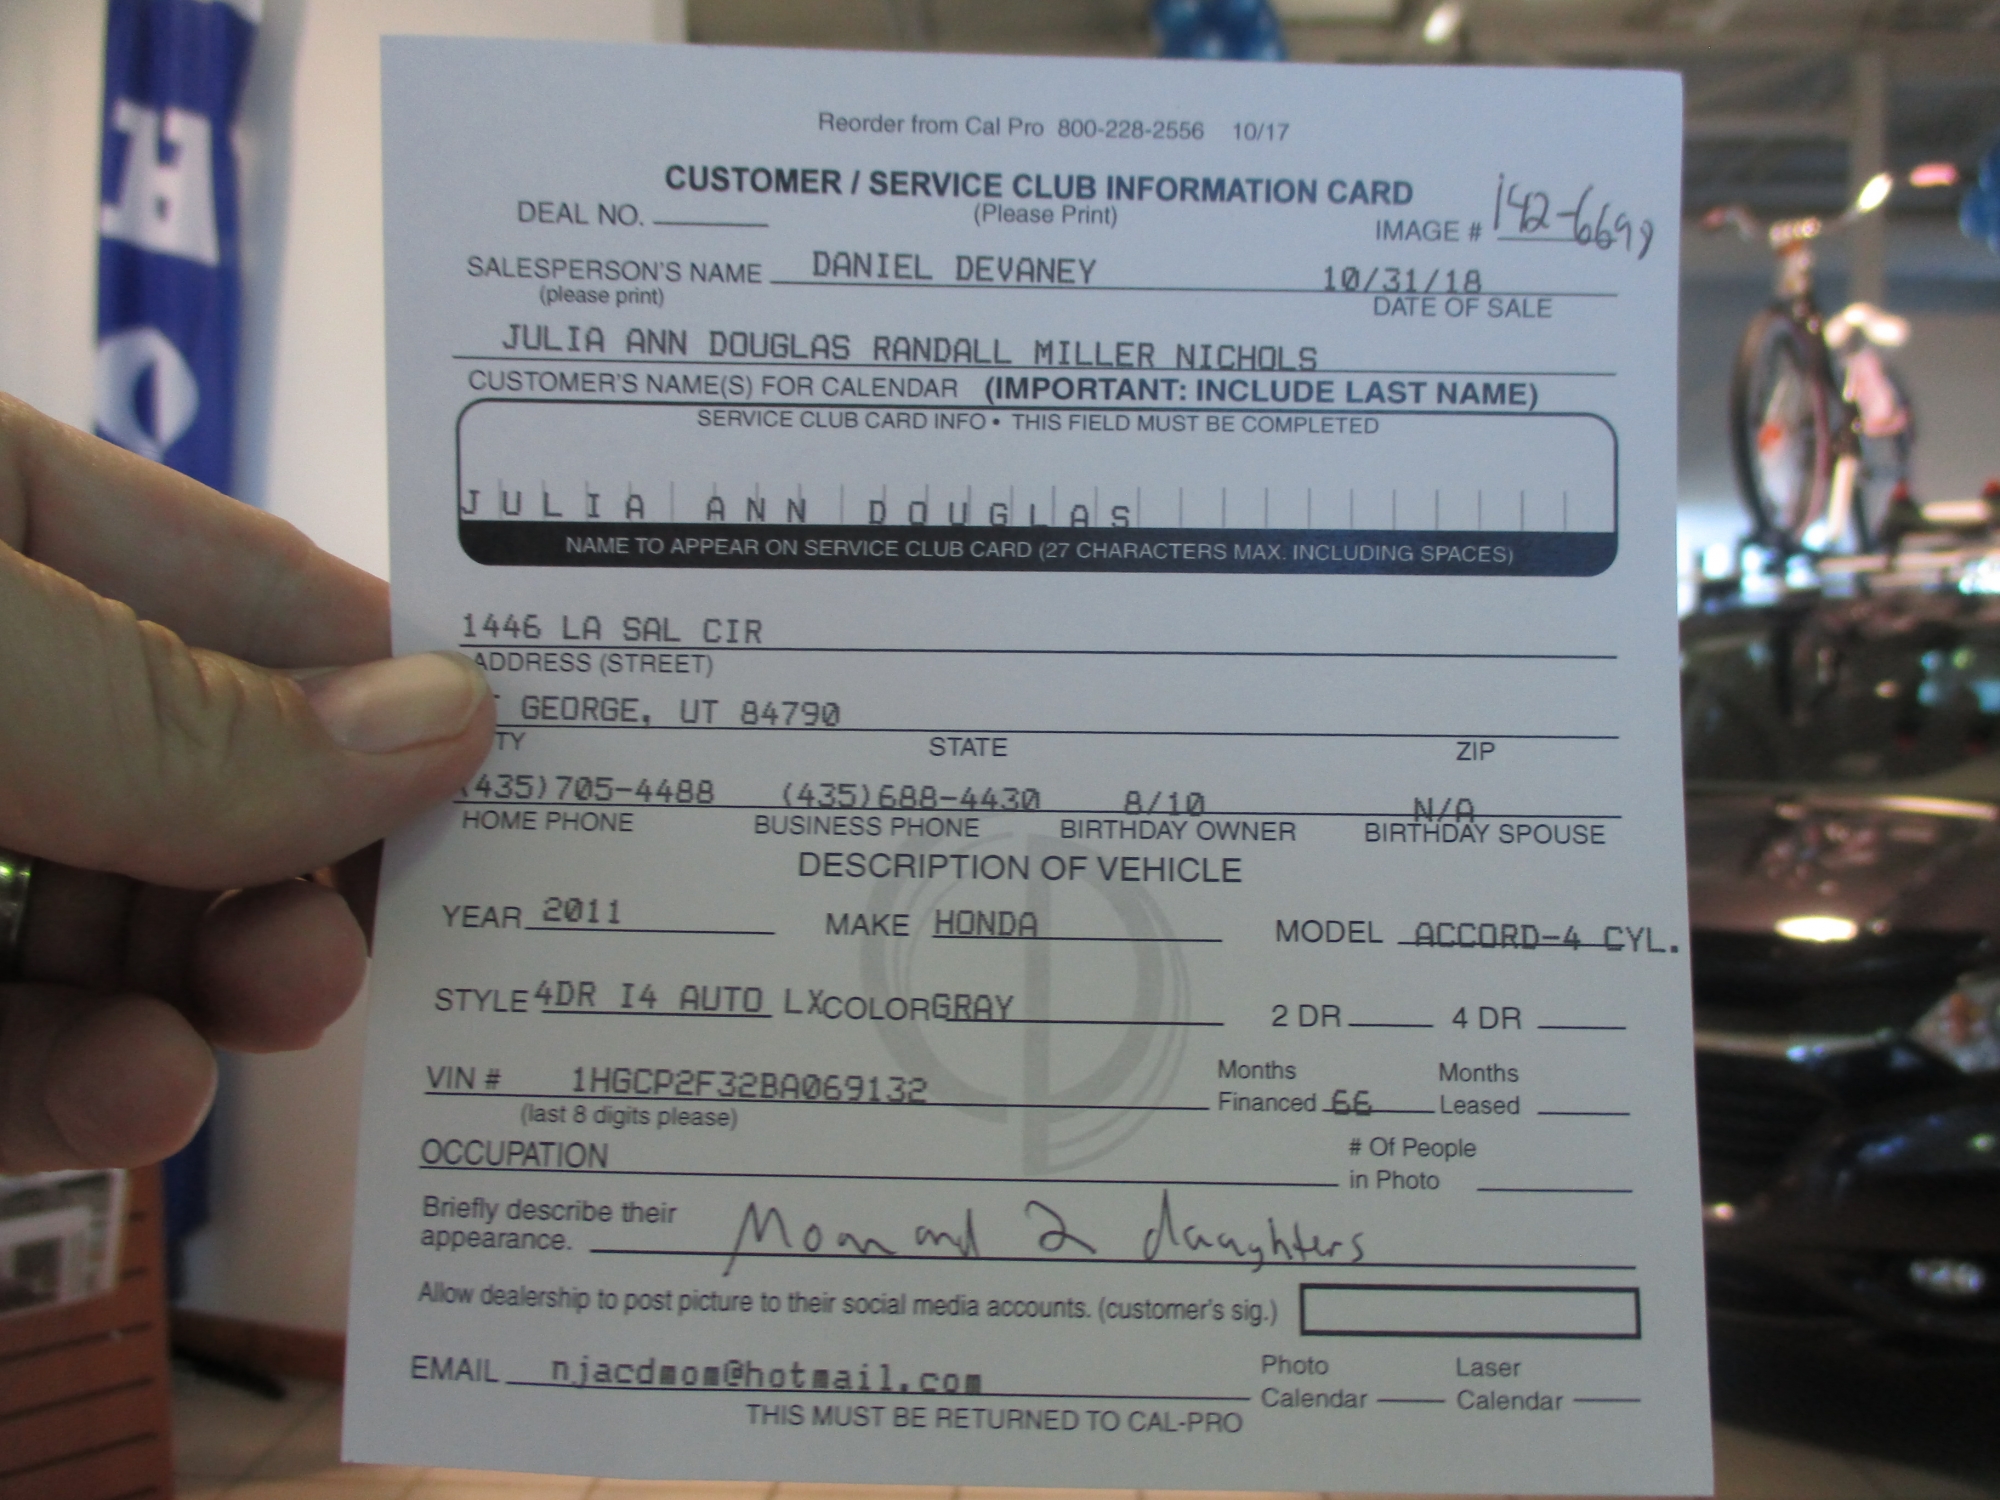 Reorder from Cal Pro 800-228-2556 10/17
CUSTOMER / SERVICE CLUB INFORMATION CARD
DEAL NO. (Please Print) IMAGE # 142-6699
SALESPERSON'S NAME DANIEL DEVANEY 10/31/18
(please print) DATE OF SALE
JULIA ANN DOUGLAS RANDALL MILLER NICHOLS
CUSTOMER'S NAME(S) FOR CALENDAR (IMPORTANT: INCLUDE LAST NAME)
SERVICE CLUB CARD INFO • THIS FIELD MUST BE COMPLETED
JULIA ANN DOUGLAS
NAME TO APPEAR ON SERVICE CLUB CARD (27 CHARACTERS MAX. INCLUDING SPACES)
1446 LA SAL CIR
ADDRESS (STREET)
GEORGE, UT 84790
TY STATE ZIP
(435)705-4488 (435)688-4430 8/10 N/A
HOME PHONE BUSINESS PHONE BIRTHDAY OWNER BIRTHDAY SPOUSE
DESCRIPTION OF VEHICLE
YEAR 2011 MAKE HONDA MODEL ACCORD-4 CYL.
STYLE 4DR I4 AUTO LX COLOR GRAY 2 DR 4 DR
VIN # 1HGCP2F32BA069132 Months Financed 66 Months Leased
(last 8 digits please)
OCCUPATION # Of People in Photo
Briefly describe their
appearance. Mom and 2 daughters
Allow dealership to post picture to their social media accounts. (customer's sig.)
EMAIL njacdmom@hotmail.com Photo Calendar Laser Calendar
THIS MUST BE RETURNED TO CAL-PRO